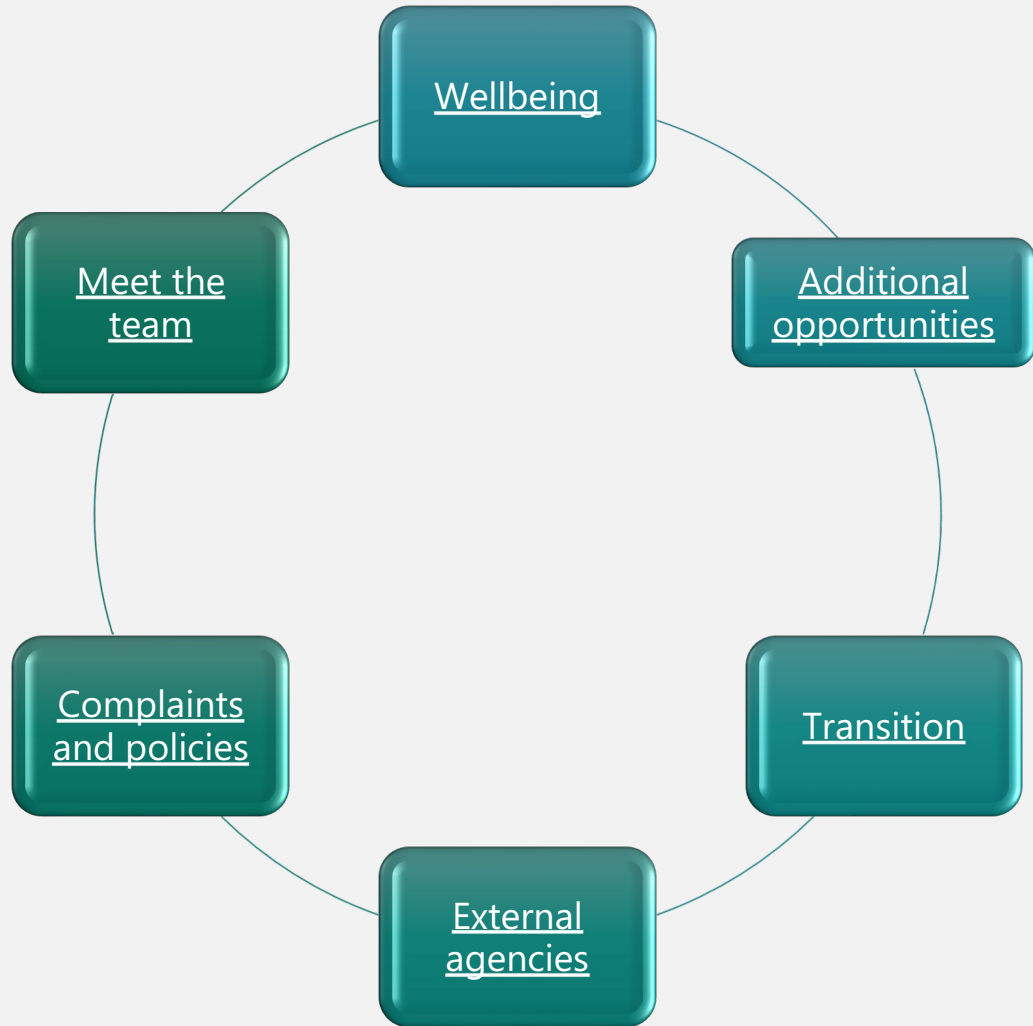 Wellbeing
Additional
opportunities
Transition
External
agencies
Complaints
and policies
Meet the
team